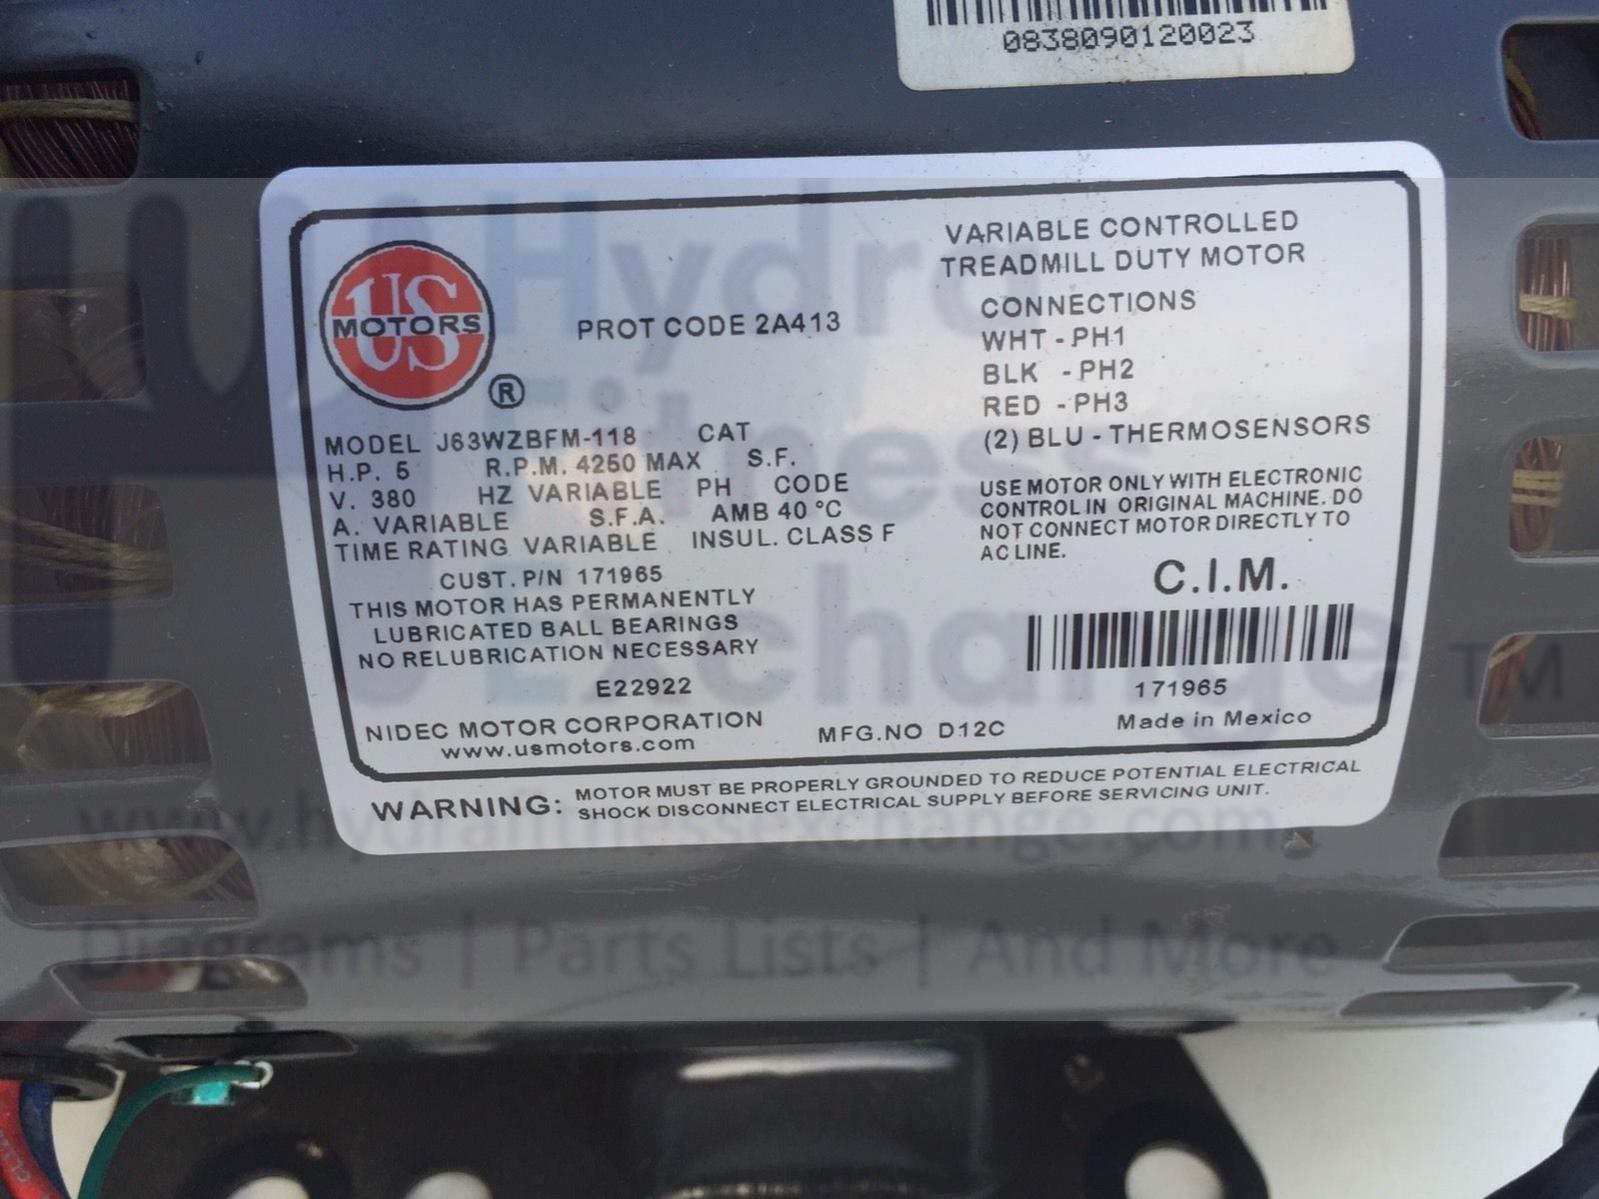 0838090120023
US
MOTORS
®
PROT CODE 2A413
VARIABLE CONTROLLED
TREADMILL DUTY MOTOR
CONNECTIONS
WHT - PH1
BLK - PH2
RED - PH3
(2) BLU - THERMOSENSORS
MODEL J63WZBFM-118 CAT
H.P. 5 R.P.M. 4250 MAX S.F.
V. 380 HZ VARIABLE PH CODE
A. VARIABLE S.F.A. AMB 40 °C
TIME RATING VARIABLE INSUL. CLASS F
USE MOTOR ONLY WITH ELECTRONIC
CONTROL IN ORIGINAL MACHINE. DO
NOT CONNECT MOTOR DIRECTLY TO
AC LINE.
CUST. P/N 171965
THIS MOTOR HAS PERMANENTLY
LUBRICATED BALL BEARINGS
NO RELUBRICATION NECESSARY
E22922
C.I.M.
171965
NIDEC MOTOR CORPORATION
www.usmotors.com
MFG.NO D12C
Made in Mexico
WARNING: MOTOR MUST BE PROPERLY GROUNDED TO REDUCE POTENTIAL ELECTRICAL
SHOCK DISCONNECT ELECTRICAL SUPPLY BEFORE SERVICING UNIT.
Hydra
Fitness
Exchange TM
www.hydrafitnessexchange.com
Diagrams | Parts Lists | And More